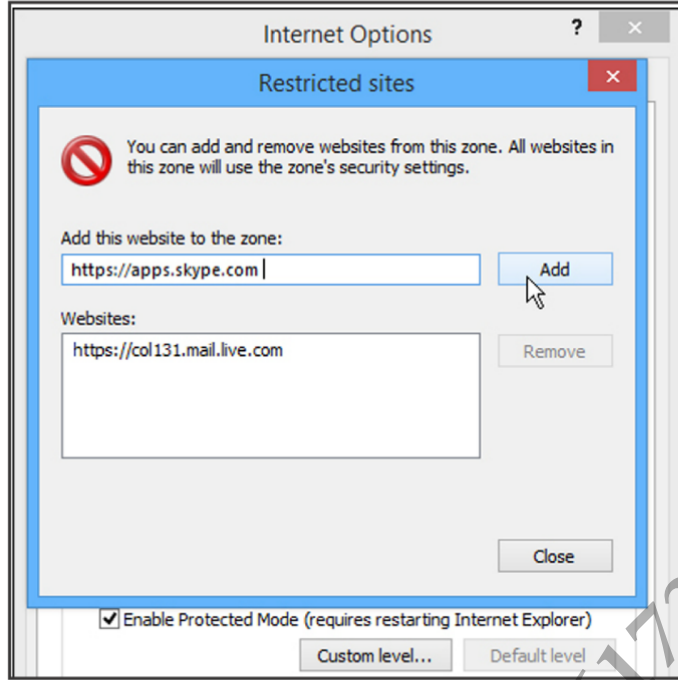 Internet Options
?
Restricted sites
You can add and remove websites from this zone. All websites in
this zone will use the zone's security settings.
Add this website to the zone:
https://apps.skype.com
Add
Websites:
https://col131.mail.live.com
Remove
Close
Enable Protected Mode (requires restarting Internet Explorer)
Custom level...
Default level